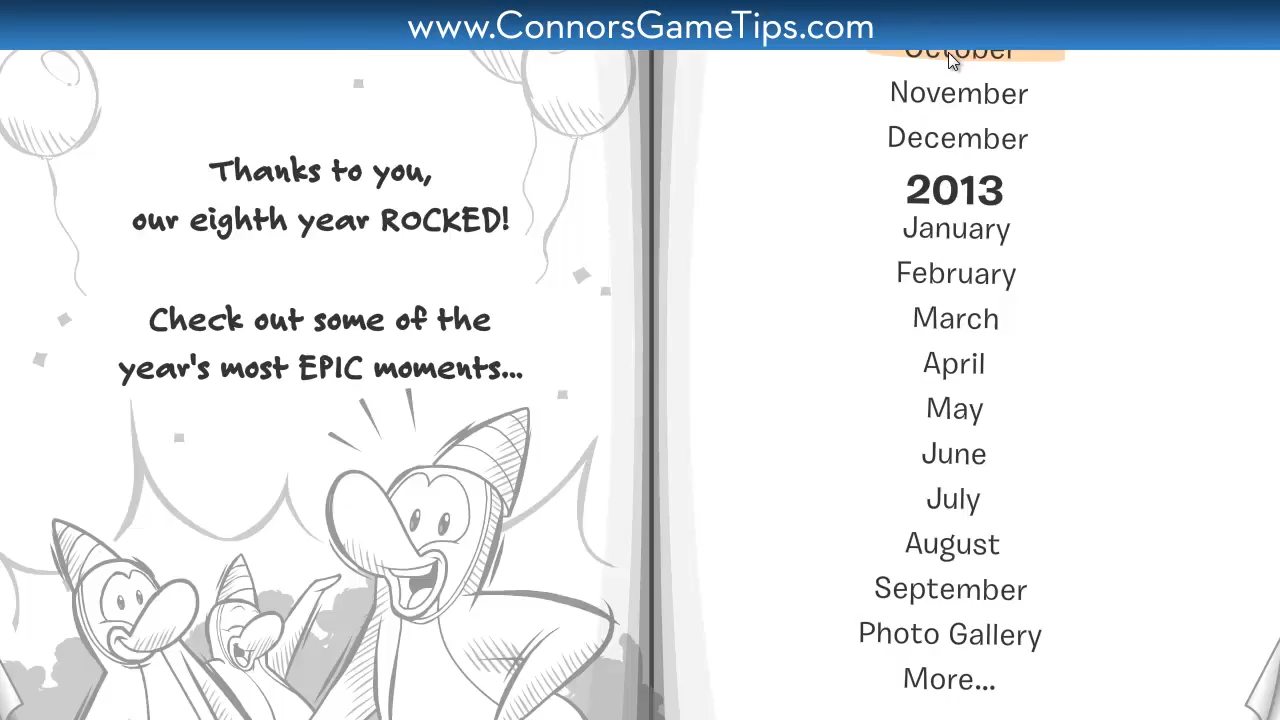 www.ConnorsGameTips.com
Thanks to you,
our eighth year ROCKED!
Check out some of the
year's most EPIC moments...
October
November
December
2013
January
February
March
April
May
June
July
August
September
Photo Gallery
More...